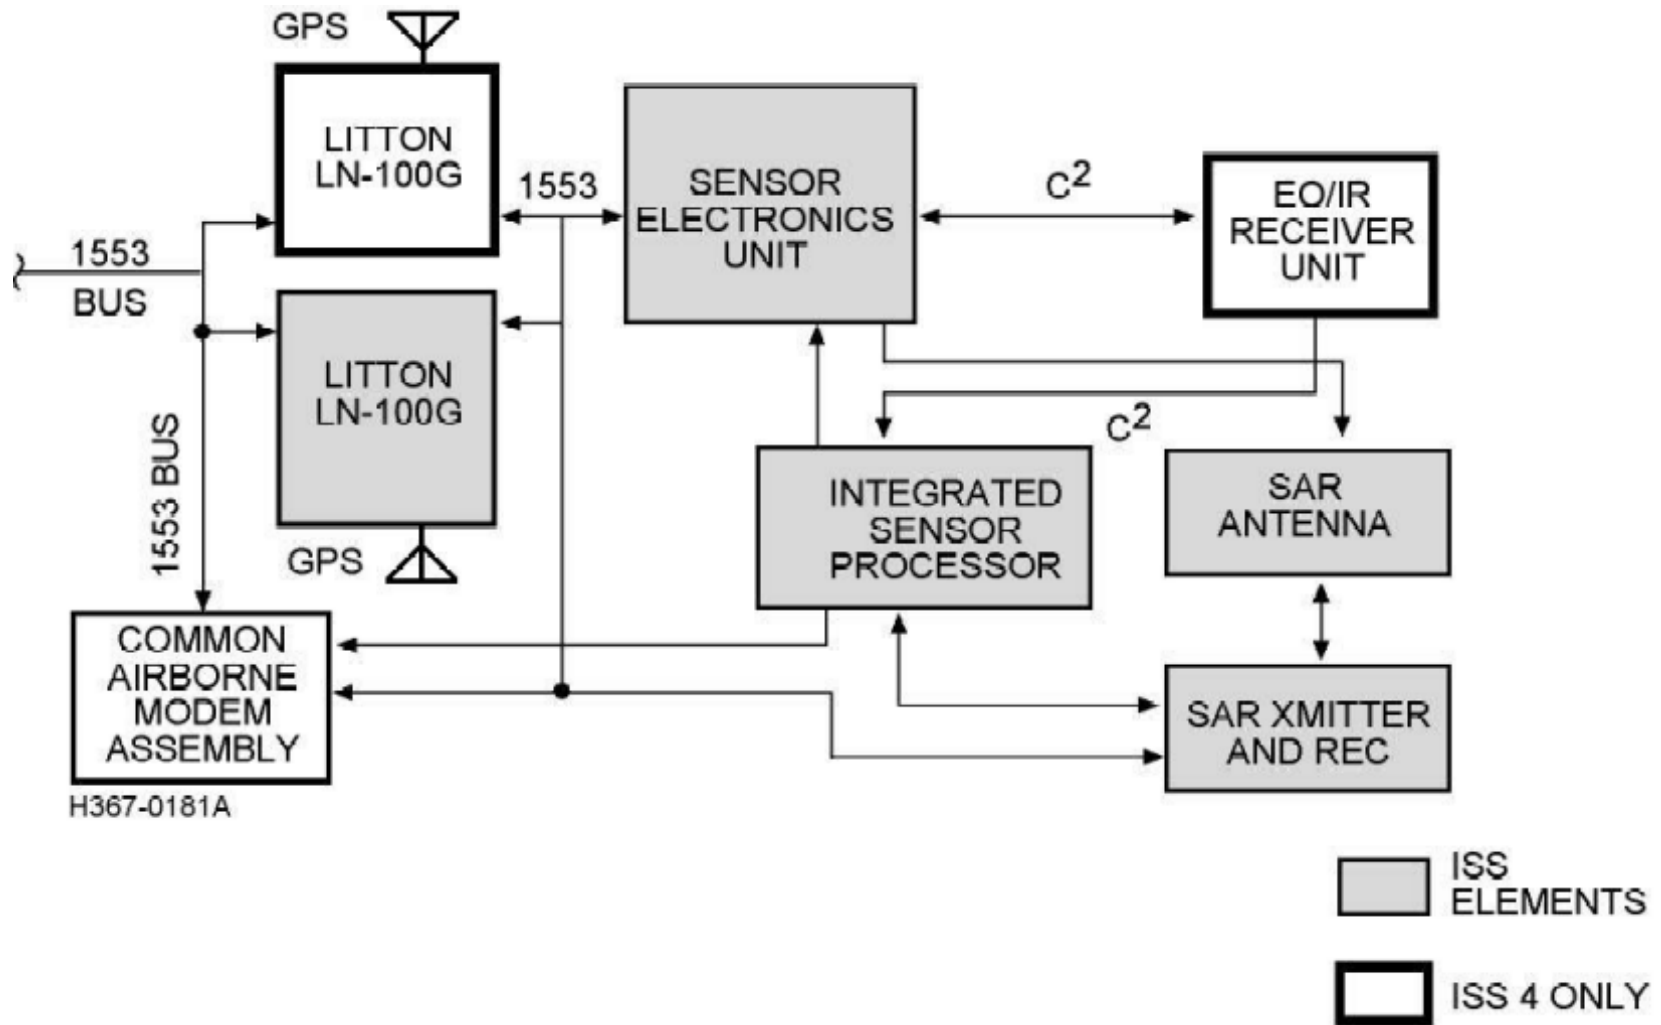 GPS
LITTON
LN-100G
1553
SENSOR
ELECTRONICS
UNIT
C²
EO/IR
RECEIVER
UNIT
1553
BUS
LITTON
LN-100G
GPS
1553 BUS
C²
INTEGRATED
SENSOR
PROCESSOR
SAR
ANTENNA
COMMON
AIRBORNE
MODEM
ASSEMBLY
SAR XMITTER
AND REC
H367-0181A
ISS
ELEMENTS
ISS 4 ONLY